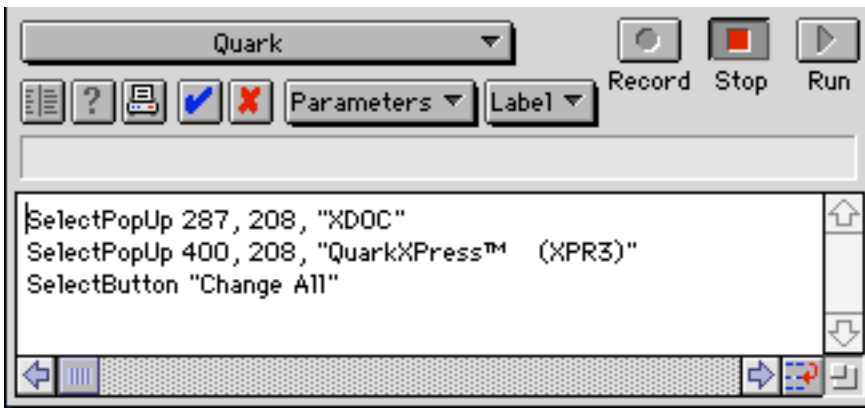 Quark
Record Stop Run
? Parameters Label
SelectPopUp 287, 208, "XDOC"
SelectPopUp 400, 208, "QuarkXPress™ (XPR3)"
SelectButton "Change All"